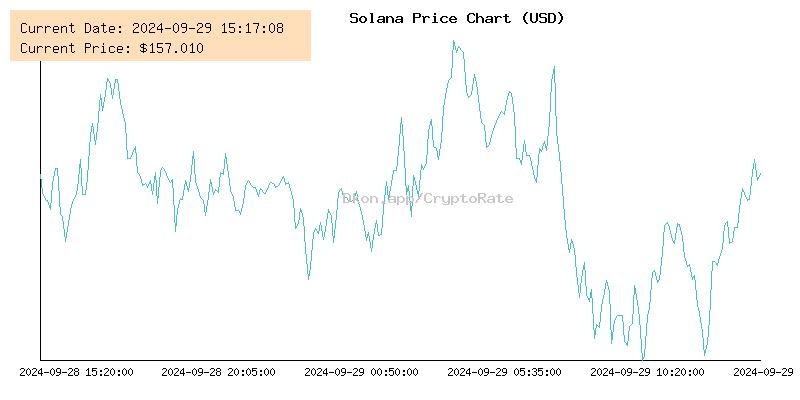 Solana Price Chart (USD)
Current Date: 2024-09-29 15:17:08
Current Price: $157.010
Dkon.app/CryptoRate
2024-09-28 15:20:00
2024-09-28 20:05:00
2024-09-29 00:50:00
2024-09-29 05:35:00
2024-09-29 10:20:00
2024-09-29